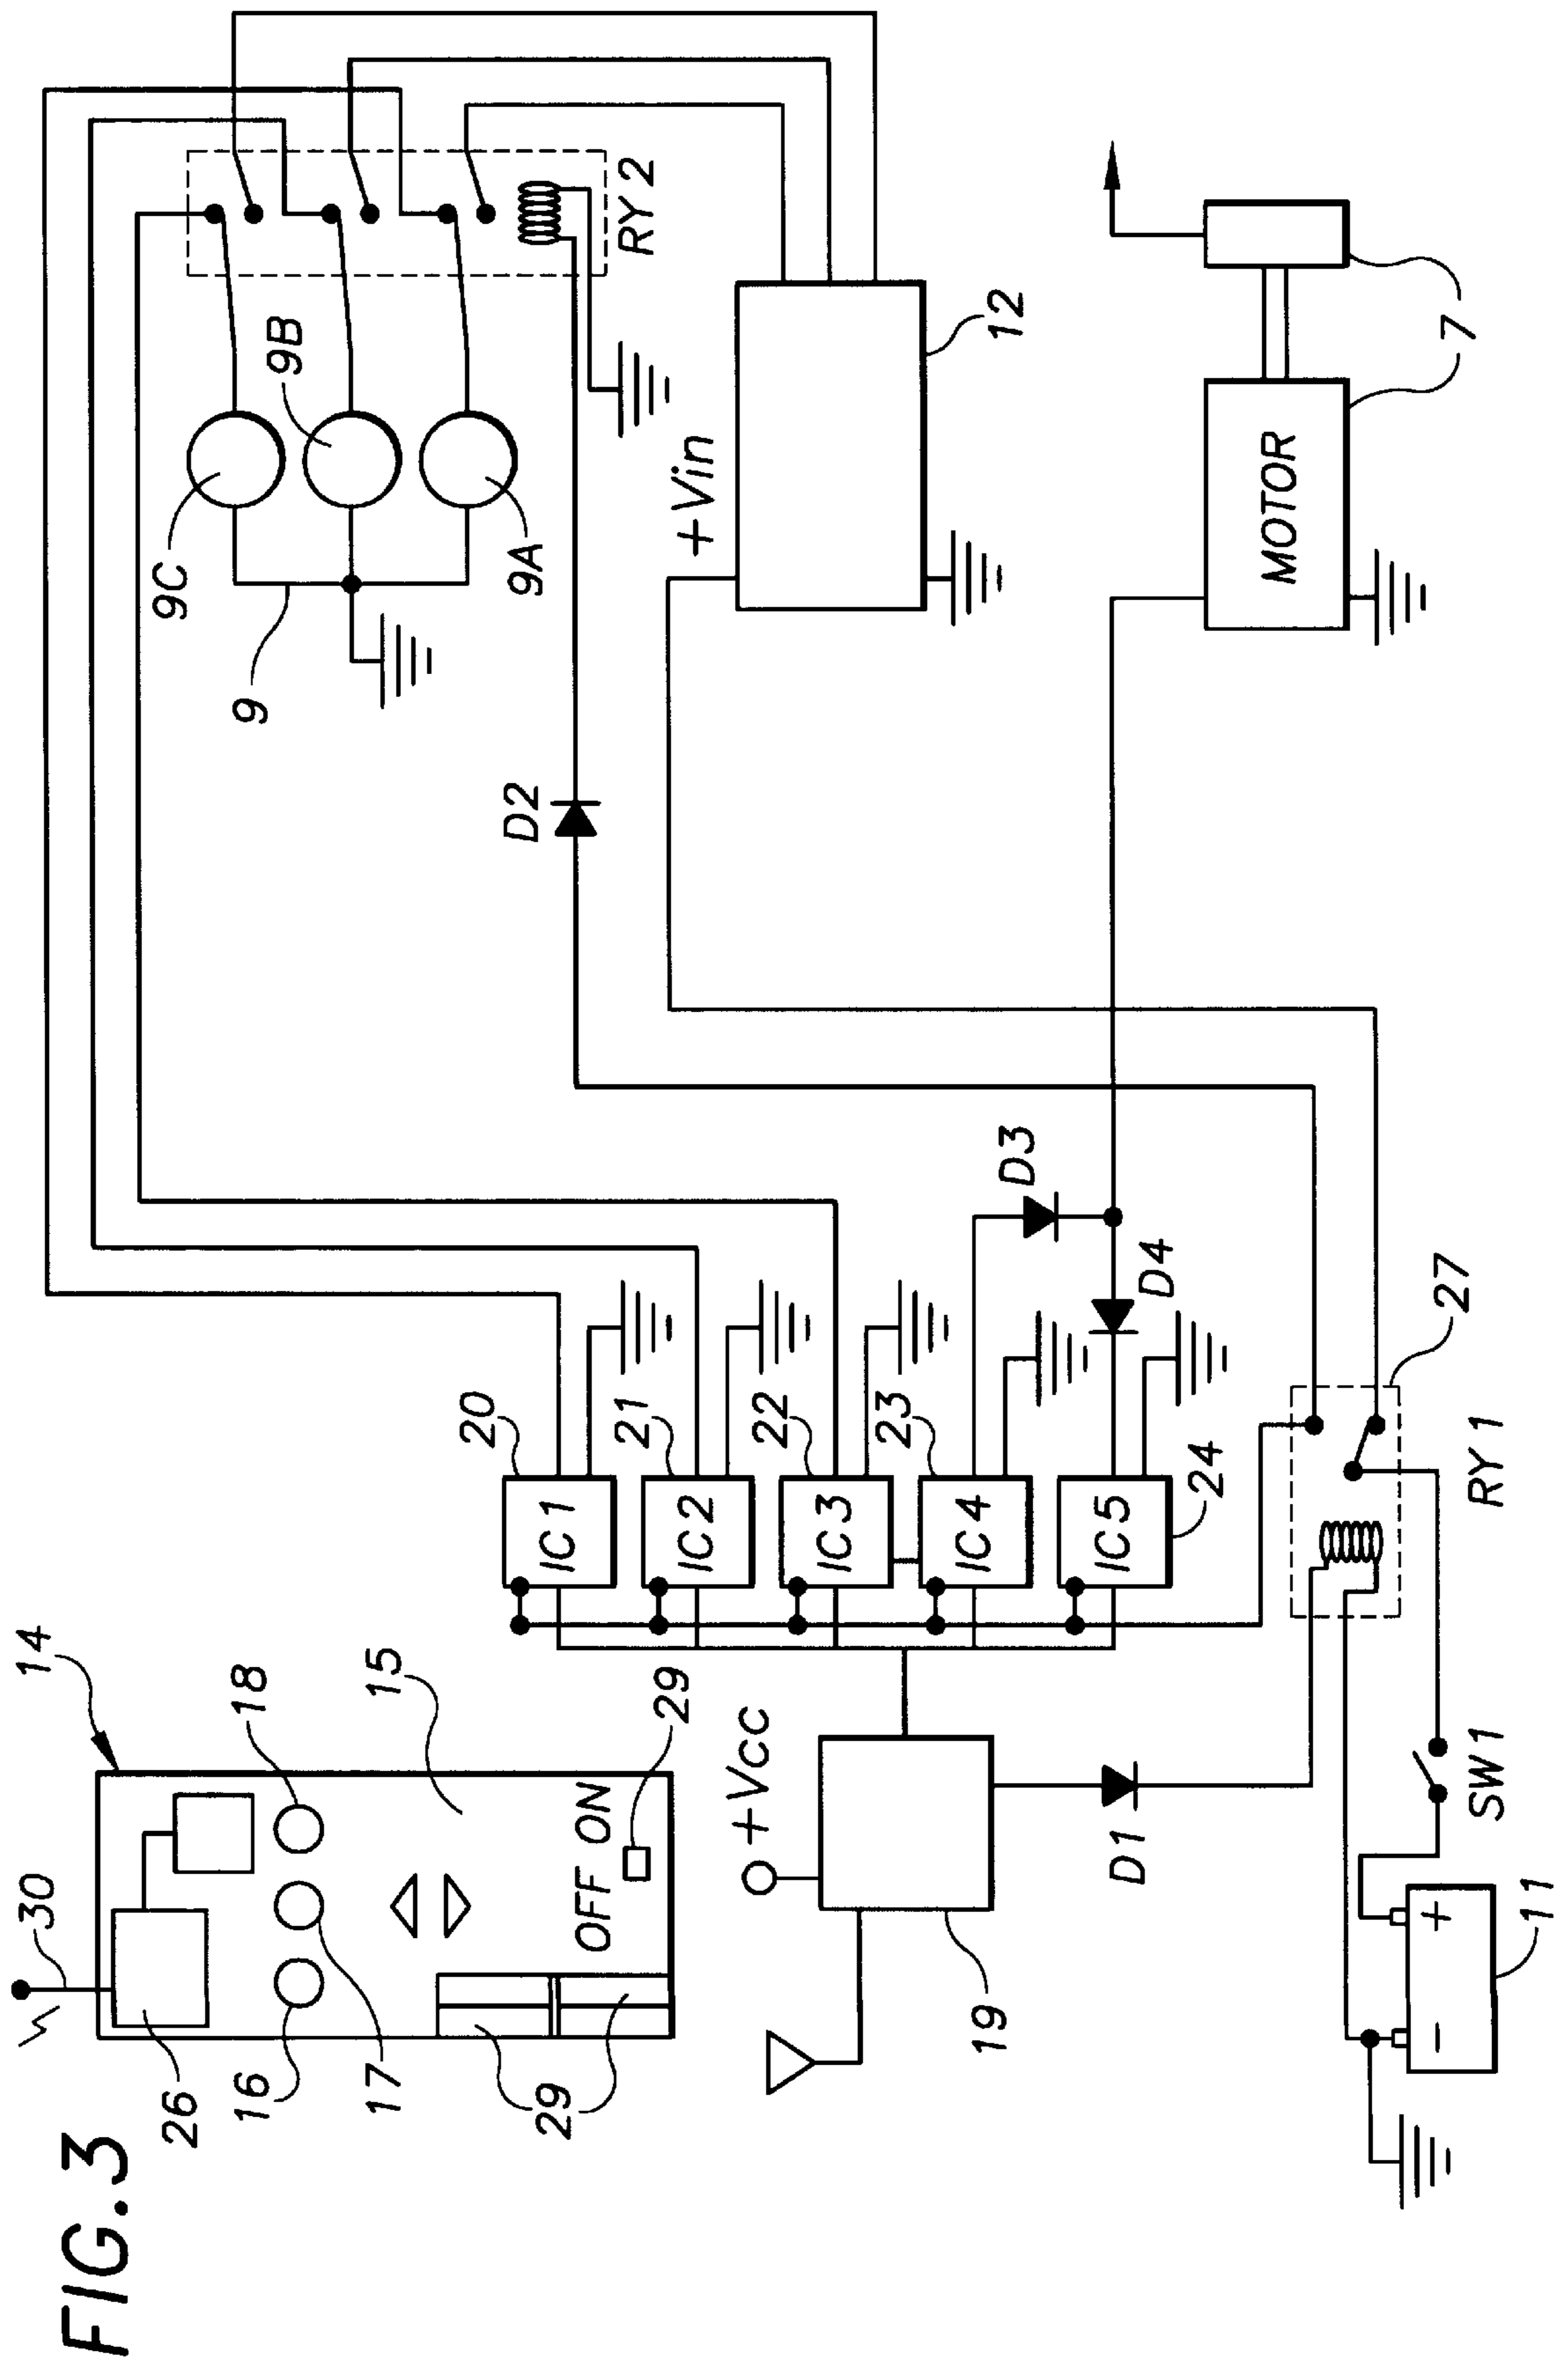 FIG.3
14
30
26
16
17
18
15
29
OFF ON
29
+Vcc
19
D1
11
+
-
SW1
RY1
27
20
IC1
21
IC2
22
IC3
23
IC4
24
IC5
D3
D4
D2
9
9C
9B
9A
RY2
+Vin
12
MOTOR
7